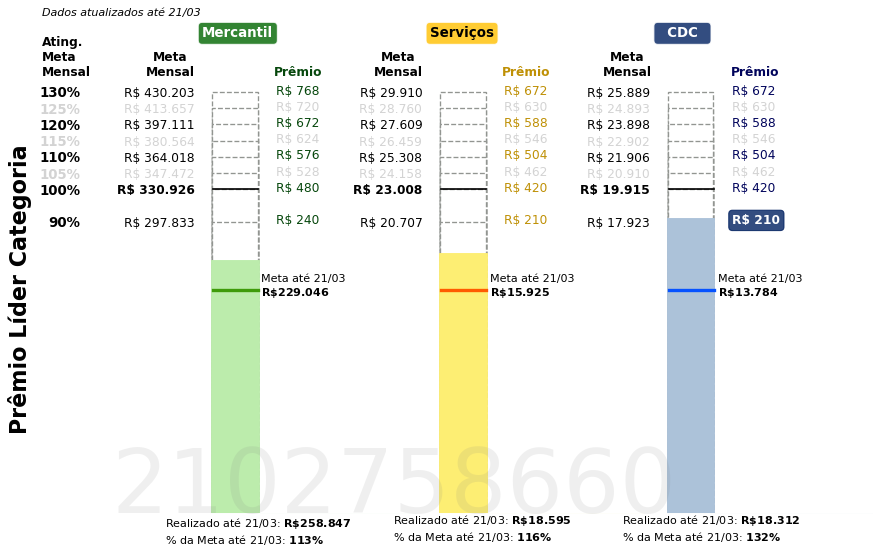 Dados atualizados até 21/03
Mercantil Serviços CDC
Ating. Meta Mensal Meta Mensal Prêmio Meta Mensal Prêmio Meta Mensal Prêmio
130% R$ 430.203 R$ 768 R$ 29.910 R$ 672 R$ 25.889 R$ 672
125% R$ 413.657 R$ 720 R$ 28.760 R$ 630 R$ 24.893 R$ 630
120% R$ 397.111 R$ 672 R$ 27.609 R$ 588 R$ 23.898 R$ 588
115% R$ 380.564 R$ 624 R$ 26.459 R$ 546 R$ 22.902 R$ 546
110% R$ 364.018 R$ 576 R$ 25.308 R$ 504 R$ 21.906 R$ 504
105% R$ 347.472 R$ 528 R$ 24.158 R$ 462 R$ 20.910 R$ 462
100% R$ 330.926 R$ 480 R$ 23.008 R$ 420 R$ 19.915 R$ 420
90% R$ 297.833 R$ 240 R$ 20.707 R$ 210 R$ 17.923 R$ 210
Meta até 21/03 Meta até 21/03 Meta até 21/03
R$229.046 R$15.925 R$13.784
Prêmio Líder Categoria
2102758660
Realizado até 21/03: R$258.847 Realizado até 21/03: R$18.595 Realizado até 21/03: R$18.312
% da Meta até 21/03: 113% % da Meta até 21/03: 116% % da Meta até 21/03: 132%